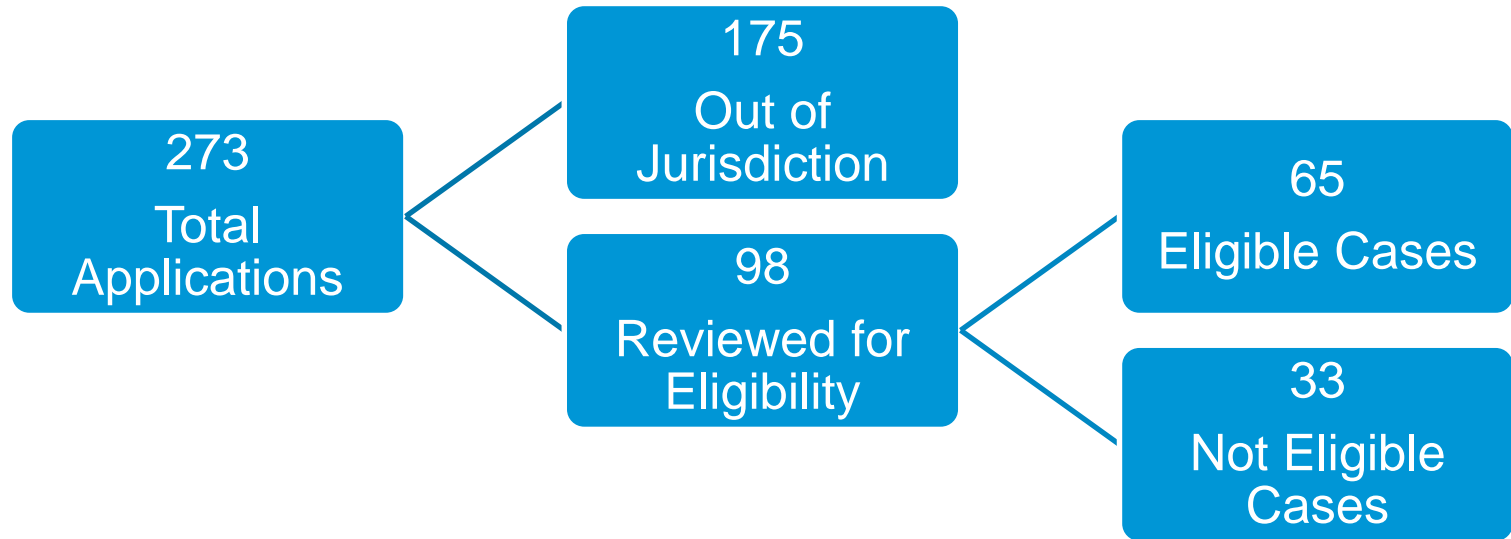 273
Total
Applications
175
Out of
Jurisdiction
98
Reviewed for
Eligibility
65
Eligible Cases
33
Not Eligible
Cases